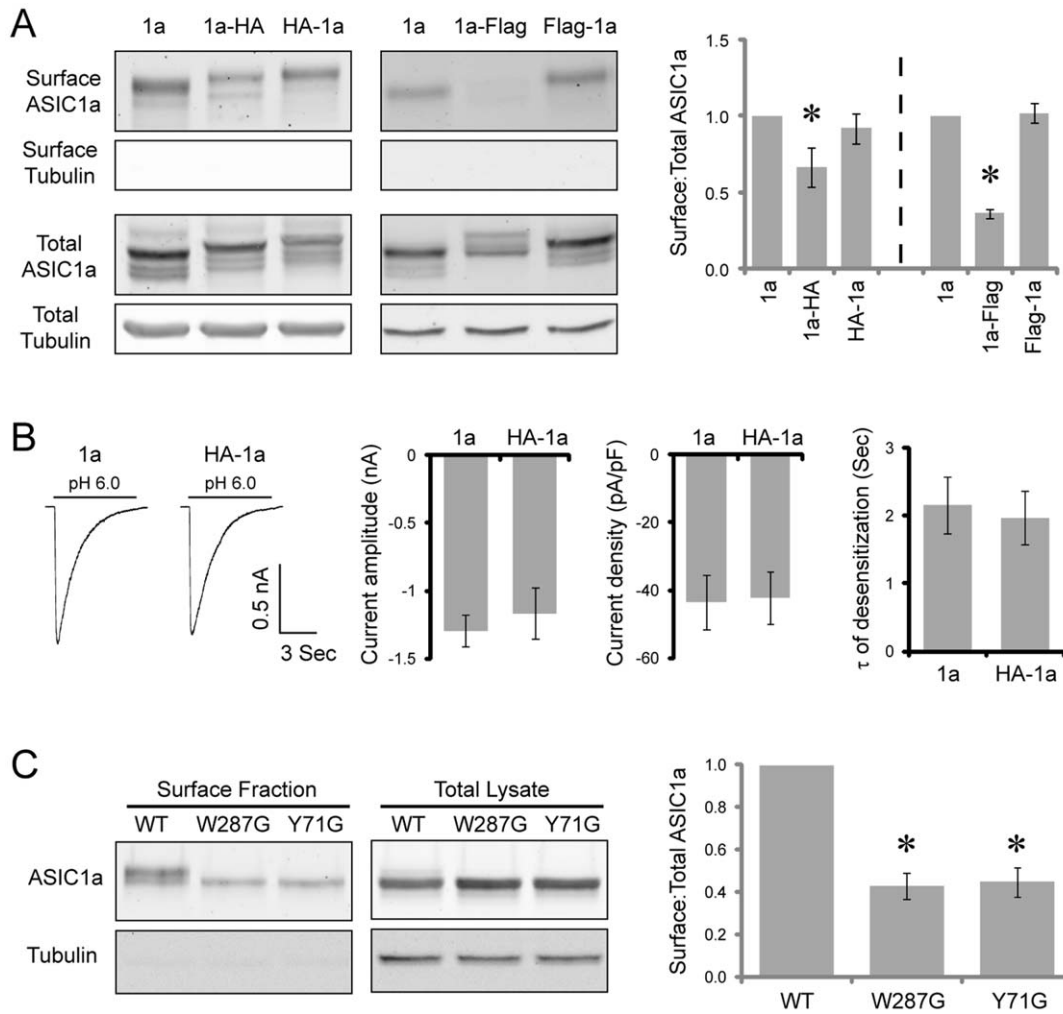 A
1a 1a-HA HA-1a
1a 1a-Flag Flag-1a
Surface
ASIC1a
Surface
Tubulin
Total
ASIC1a
Total
Tubulin
Surface:Total ASIC1a
1.5
1.0
0.5
0.0
*
*
1a
1a-HA
HA-1a
1a
1a-Flag
Flag-1a
B
1a
pH 6.0
HA-1a
pH 6.0
0.5 nA
3 Sec
1a HA-1a
Current amplitude (nA)
0
-0.5
-1
-1.5
1a HA-1a
Current density (pA/pF)
0
-20
-40
-60
τ of desensitization (Sec)
3
2
1
0
1a HA-1a
C
Surface Fraction
WT W287G Y71G
Total Lysate
WT W287G Y71G
ASIC1a
Tubulin
Surface:Total ASIC1a
1.0
0.8
0.6
0.4
0.2
0.0
*
*
WT W287G Y71G